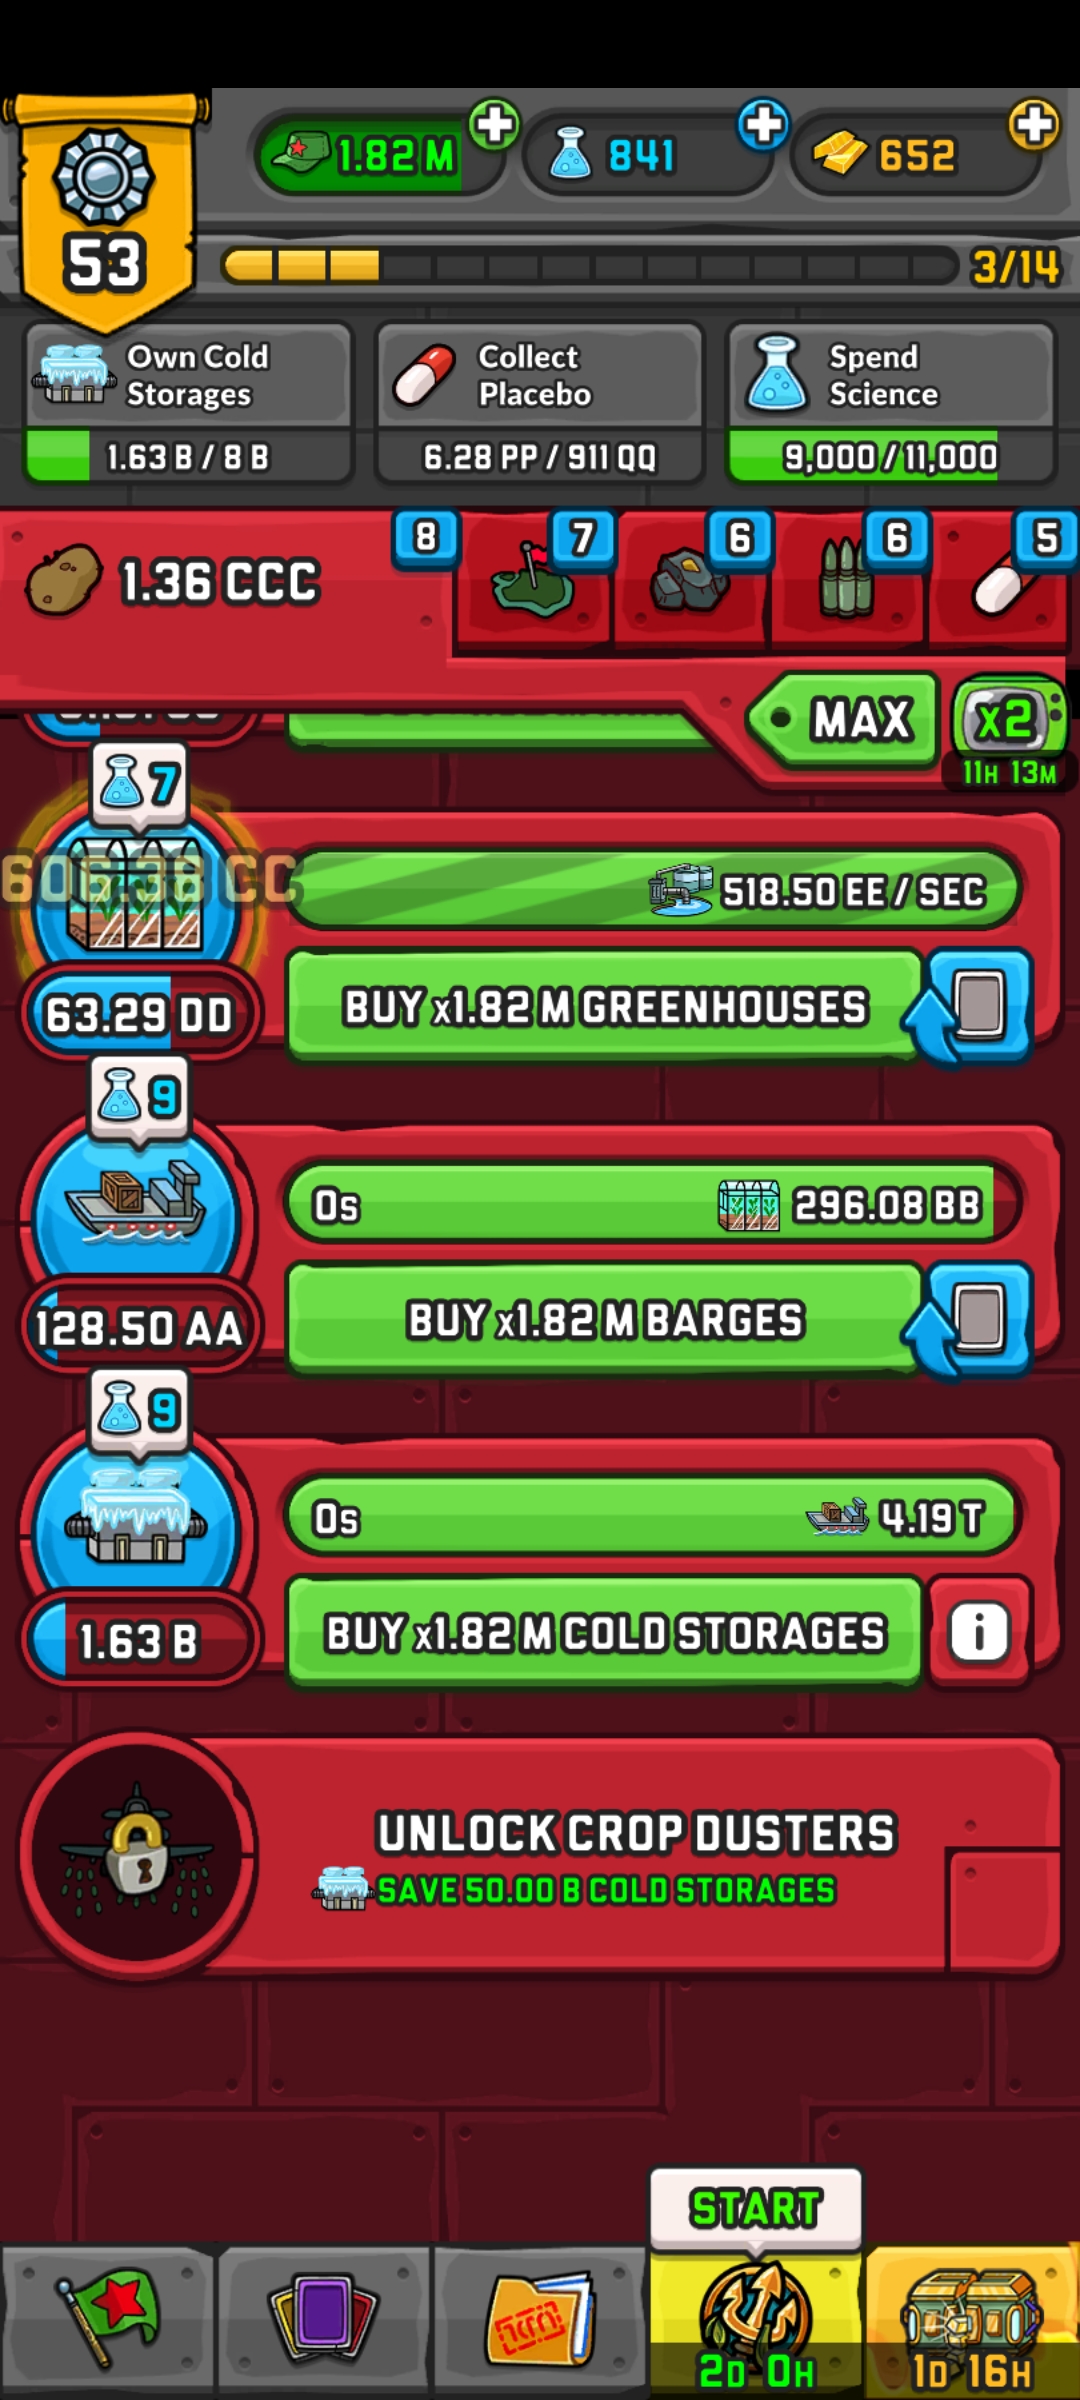 1.82 M
841
652
53
3/14
Own Cold
Storages
1.63 B / 8 B
Collect
Placebo
6.28 PP / 911 QQ
Spend
Science
9,000 / 11,000
1.36 CCC
8
7
6
6
5
MAX
x2
11H 13M
7
518.50 EE / SEC
63.29 DD
BUY x1.82 M GREENHOUSES
9
0s
296.08 BB
128.50 AA
BUY x1.82 M BARGES
9
0s
4.19 T
1.63 B
BUY x1.82 M COLD STORAGES
i
UNLOCK CROP DUSTERS
SAVE 50.00 B COLD STORAGES
START
2D 0H
1D 16H